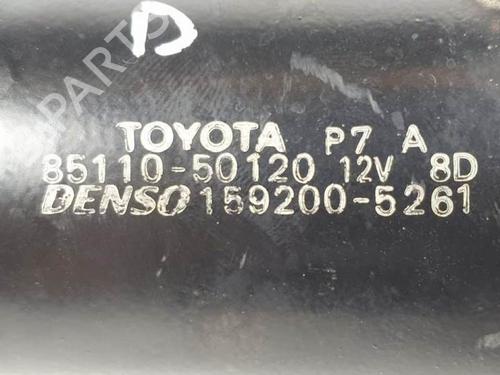 D
TOYOTA P7 A
85110-50120 12V 8D
DENSO 159200-5261